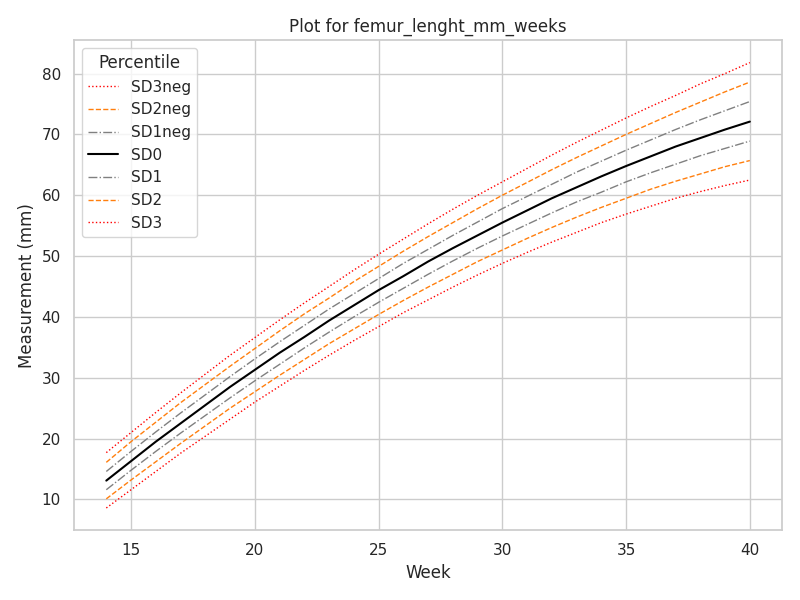 Plot for femur_lenght_mm_weeks
Percentile
SD3neg
SD2neg
SD1neg
SD0
SD1
SD2
SD3
Measurement (mm)
80
70
60
50
40
30
20
10
15 20 25 30 35 40
Week